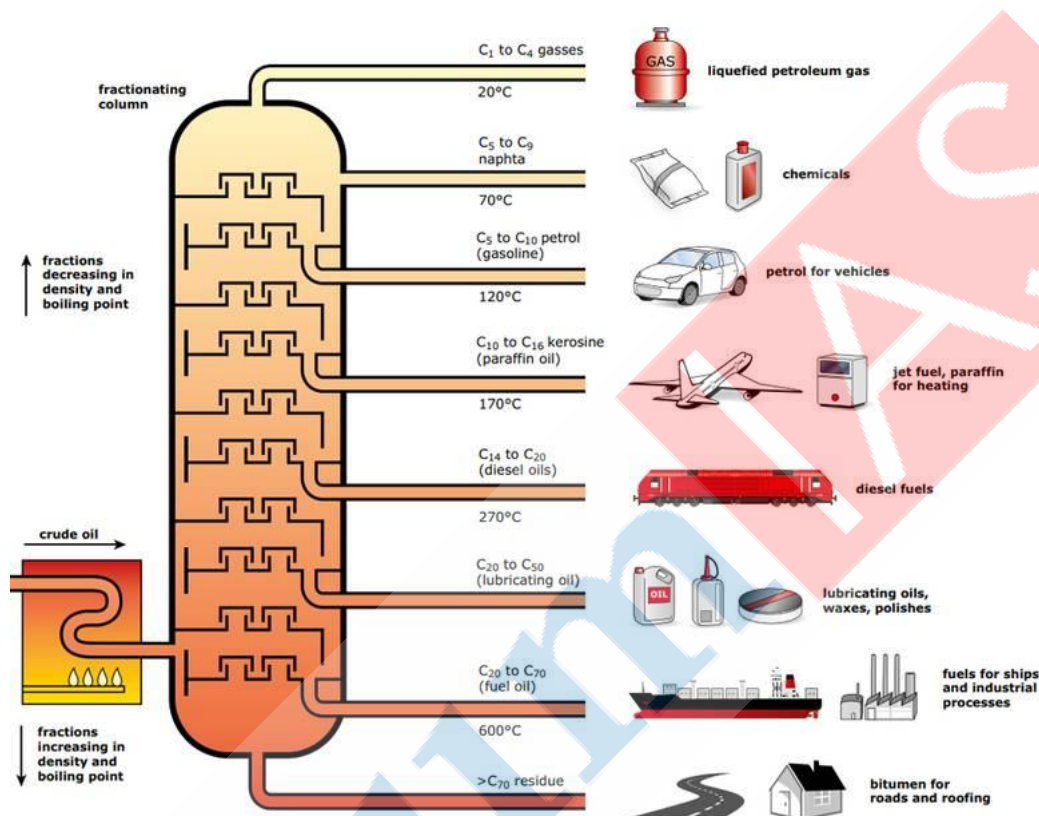 C₁ to C₄ gasses
GAS
liquefied petroleum gas
fractionating
column
20°C
C₅ to C₉
naphta
chemicals
70°C
C₅ to C₁₀ petrol
(gasoline)
petrol for vehicles
fractions
decreasing in
density and
boiling point
120°C
C₁₀ to C₁₆ kerosine
(paraffin oil)
jet fuel, paraffin
for heating
170°C
C₁₄ to C₂₀
(diesel oils)
diesel fuels
270°C
crude oil
C₂₀ to C₅₀
(lubricating oil)
OIL
lubricating oils,
waxes, polishes
C₂₀ to C₇₀
(fuel oil)
fuels for ships
and industrial
processes
600°C
fractions
increasing in
density and
boiling point
>C₇₀ residue
bitumen for
roads and roofing
IAS